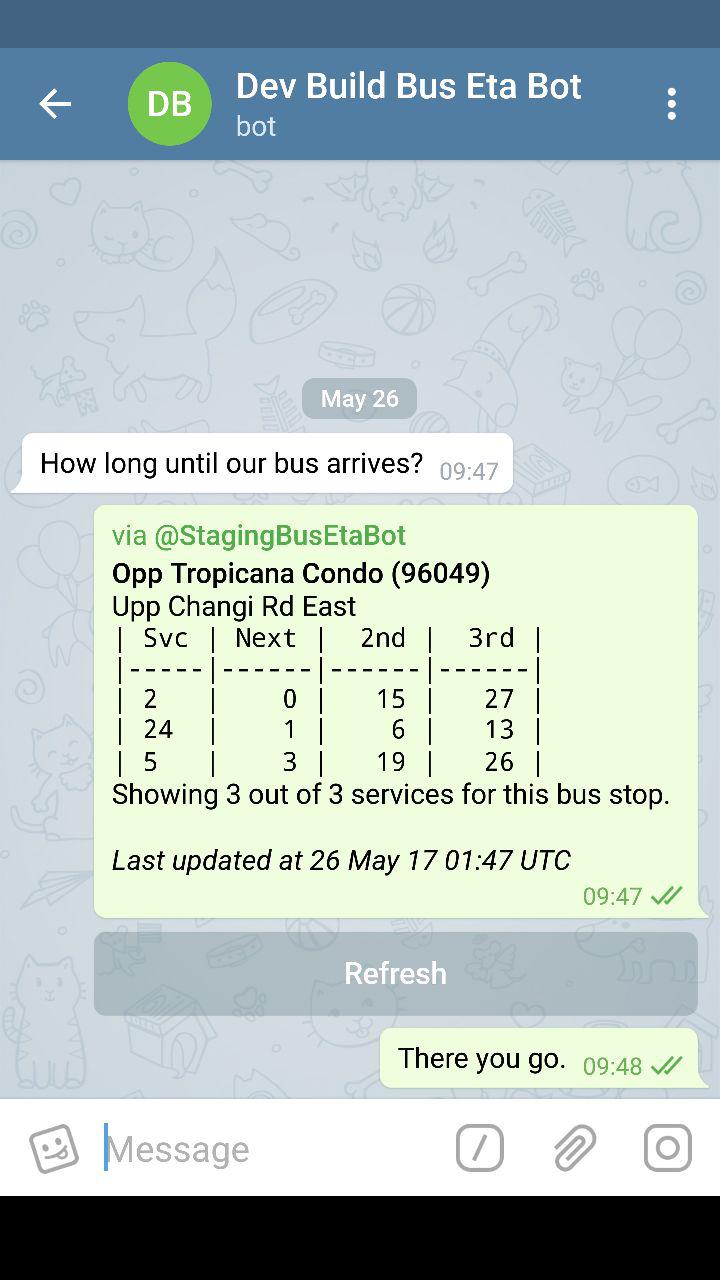 DB
Dev Build Bus Eta Bot
bot
May 26
How long until our bus arrives? 09:47
via @StagingBusEtaBot
Opp Tropicana Condo (96049)
Upp Changi Rd East
| Svc | Next |  2nd |  3rd |
|-----|------|------|------|
| 2   |    0 |   15 |   27 |
| 24  |    1 |    6 |   13 |
| 5   |    3 |   19 |   26 |
Showing 3 out of 3 services for this bus stop.
Last updated at 26 May 17 01:47 UTC
09:47
Refresh
There you go. 09:48
Message